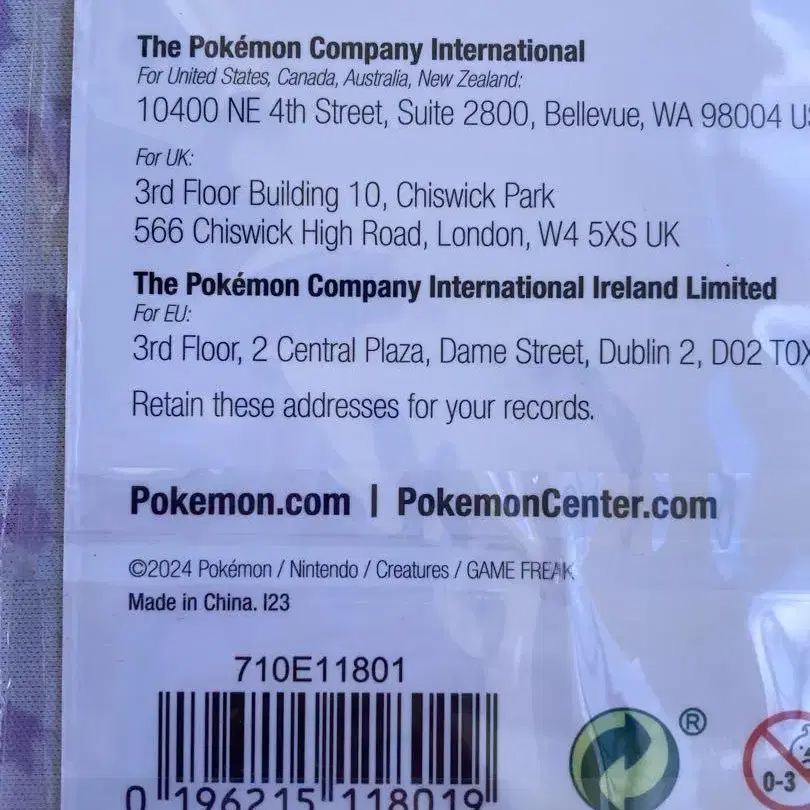 The Pokémon Company International
For United States, Canada, Australia, New Zealand:
10400 NE 4th Street, Suite 2800, Bellevue, WA 98004
For UK:
3rd Floor Building 10, Chiswick Park
566 Chiswick High Road, London, W4 5XS UK
The Pokémon Company International Ireland Limited
For EU:
3rd Floor, 2 Central Plaza, Dame Street, Dublin 2, D02 T0X
Retain these addresses for your records.
Pokemon.com | PokemonCenter.com
©2024 Pokémon / Nintendo / Creatures / GAME FREAK
Made in China. I23
710E11801
®
0-3
0 196215 118019